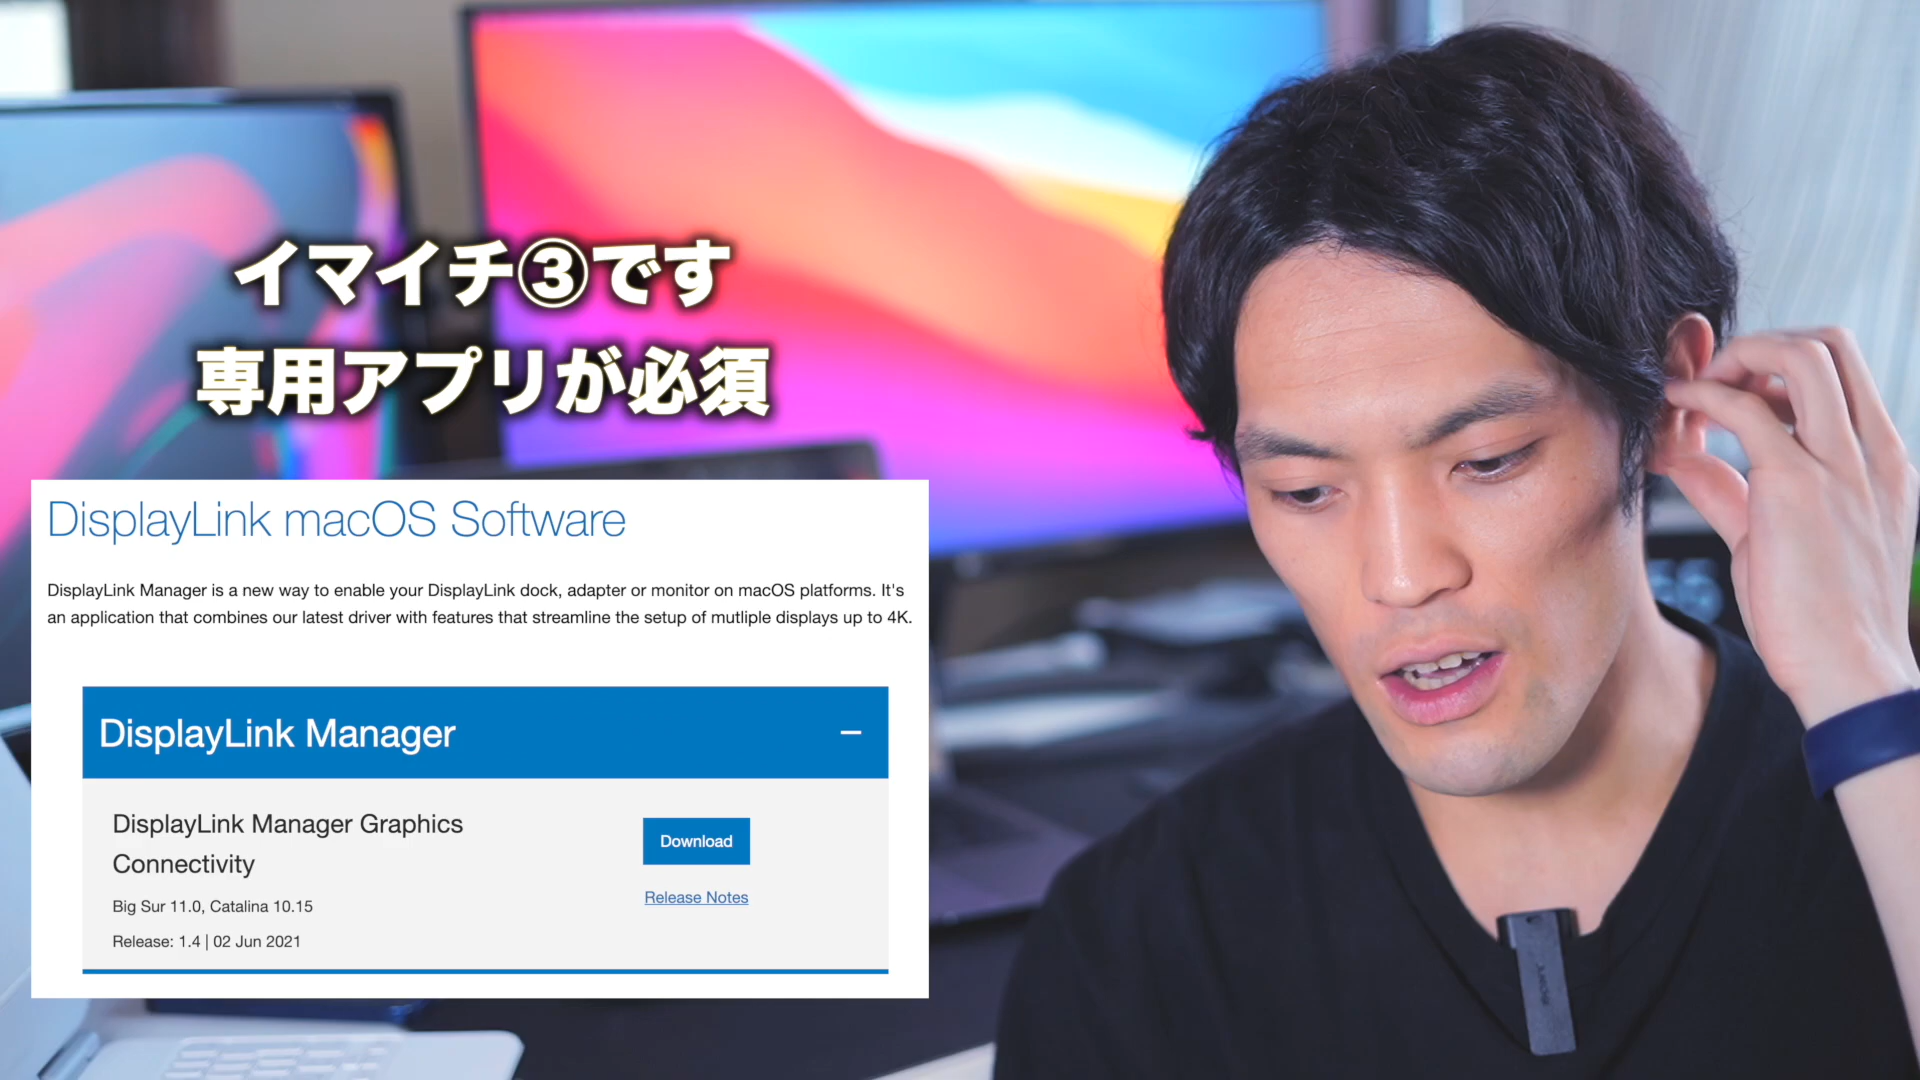 イマイチ③です
専用アプリが必須
DisplayLink macOS Software
DisplayLink Manager is a new way to enable your DisplayLink dock, adapter or monitor on macOS platforms. It's
an application that combines our latest driver with features that streamline the setup of mutliple displays up to 4K.
DisplayLink Manager
DisplayLink Manager Graphics
Connectivity
Download
Big Sur 11.0, Catalina 10.15
Release Notes
Release: 1.4 | 02 Jun 2021